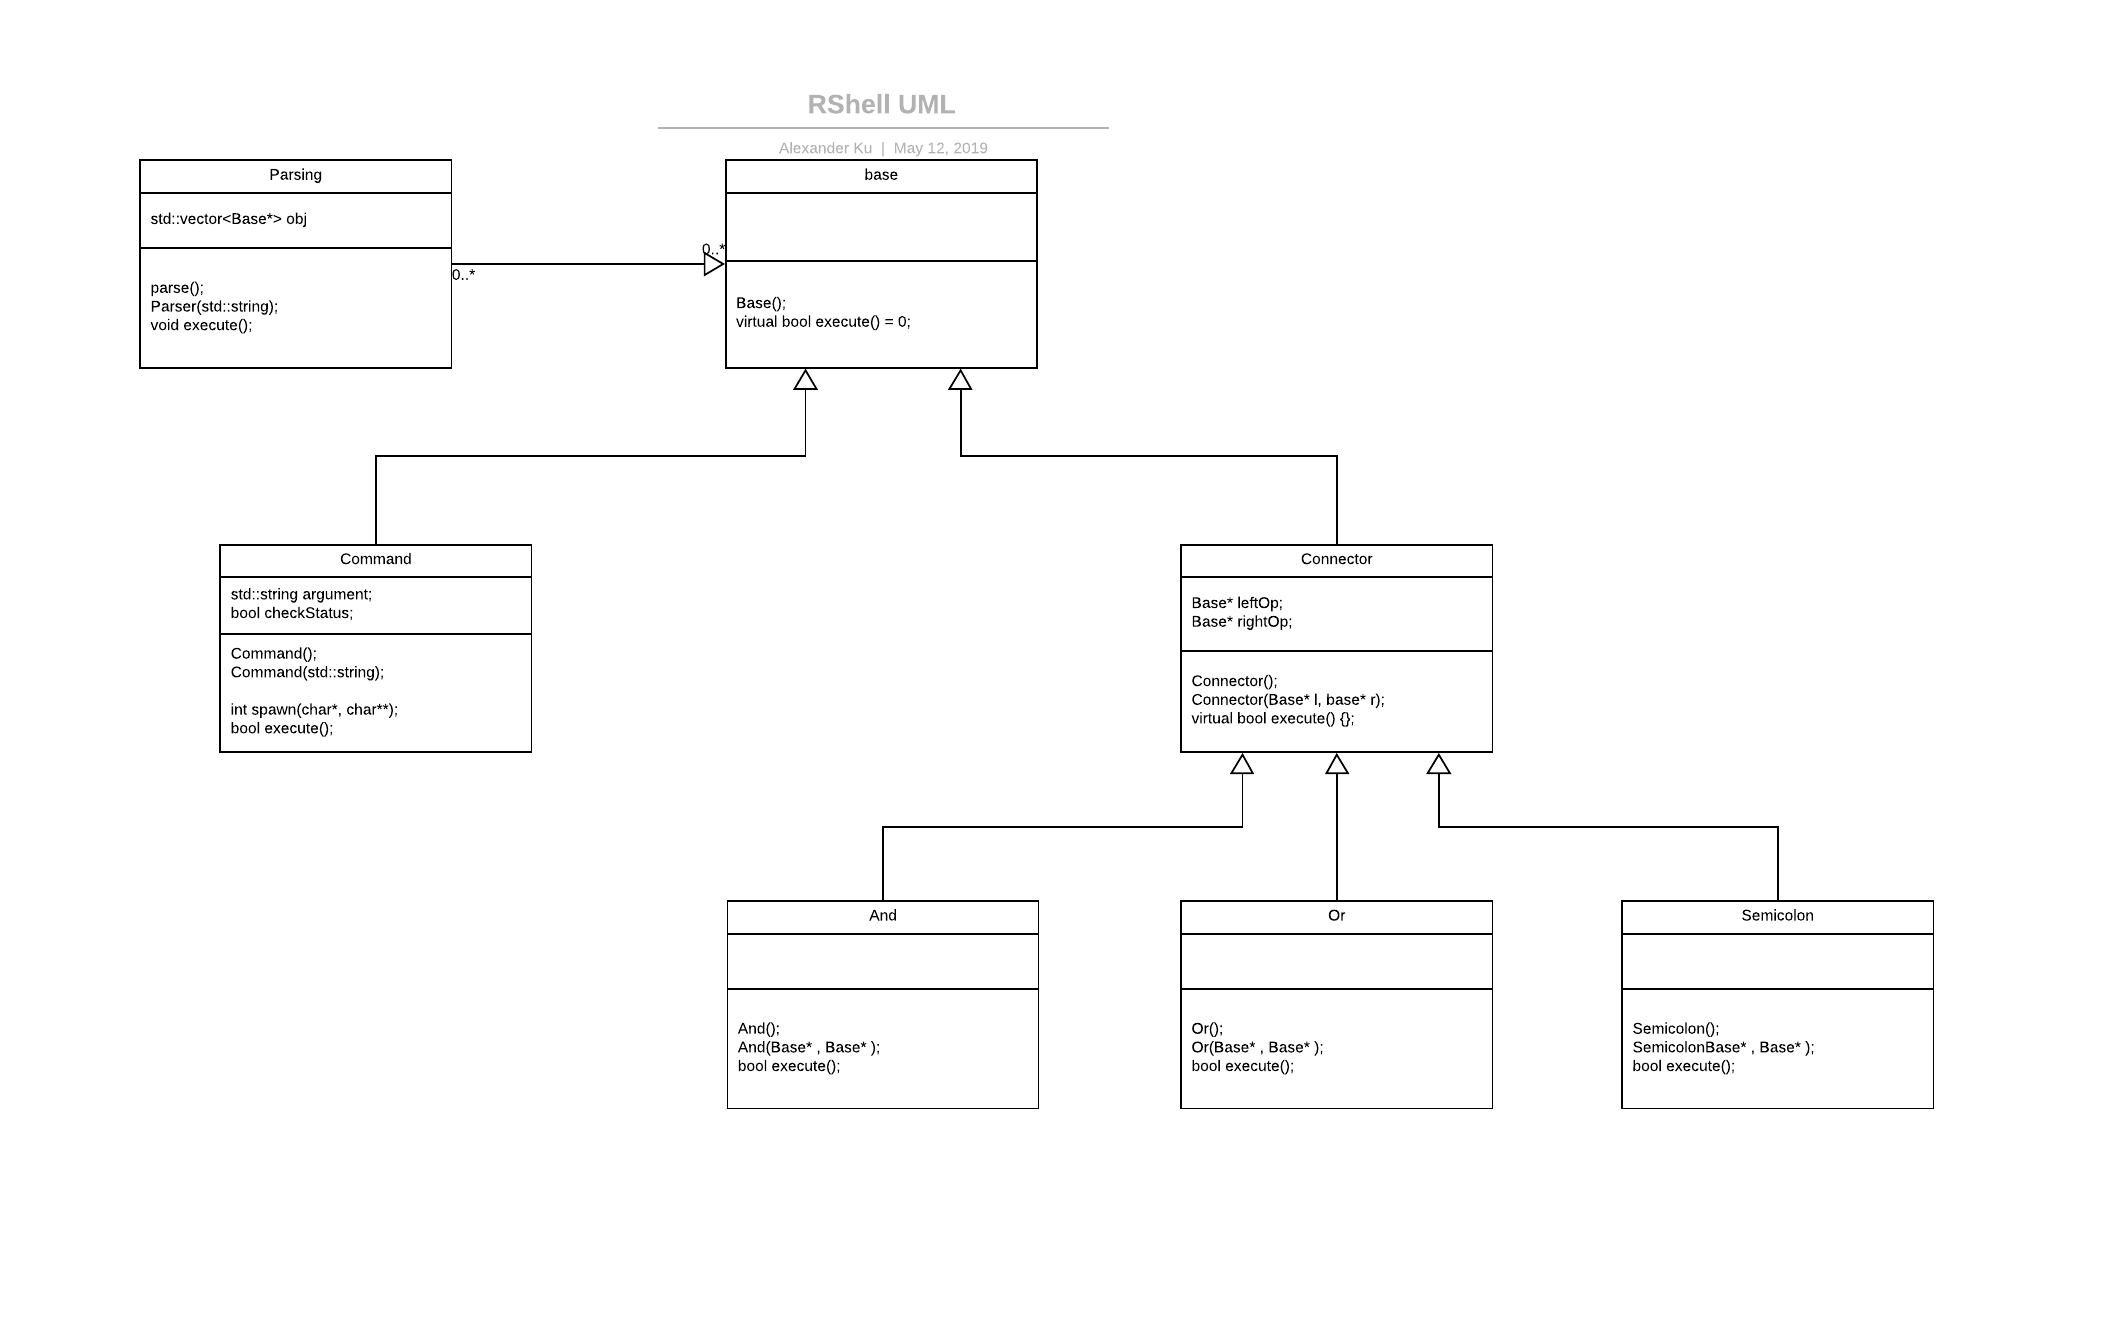 RShell UML
Alexander Ku | May 12, 2019
Parsing
std::vector<Base*> obj
parse();
Parser(std::string);
void execute();
0..*
0..*
base
Base();
virtual bool execute() = 0;
Command
std::string argument;
bool checkStatus;
Command();
Command(std::string);
int spawn(char*, char**);
bool execute();
Connector
Base* leftOp;
Base* rightOp;
Connector();
Connector(Base* l, base* r);
virtual bool execute() {};
And
And();
And(Base* , Base* );
bool execute();
Or
Or();
Or(Base* , Base* );
bool execute();
Semicolon
Semicolon();
SemicolonBase* , Base* );
bool execute();